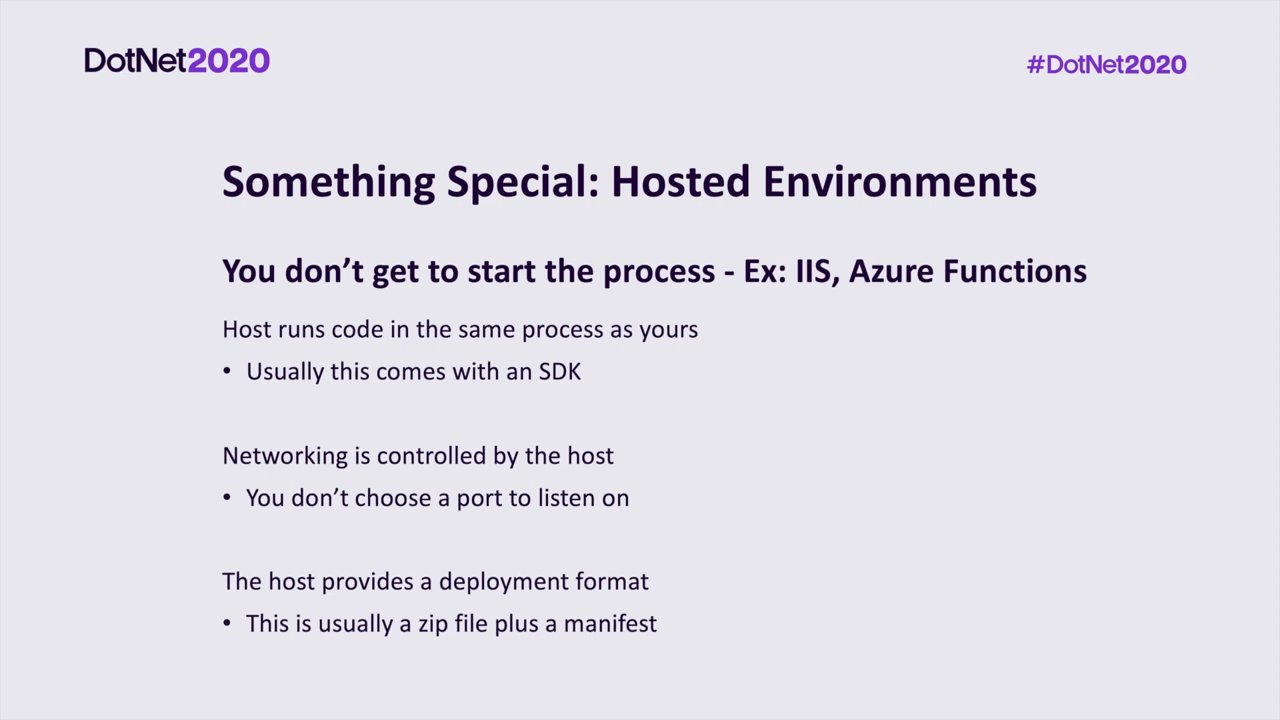 DotNet2020
#DotNet2020
Something Special: Hosted Environments
You don’t get to start the process - Ex: IIS, Azure Functions
Host runs code in the same process as yours
• Usually this comes with an SDK
Networking is controlled by the host
• You don’t choose a port to listen on
The host provides a deployment format
• This is usually a zip file plus a manifest